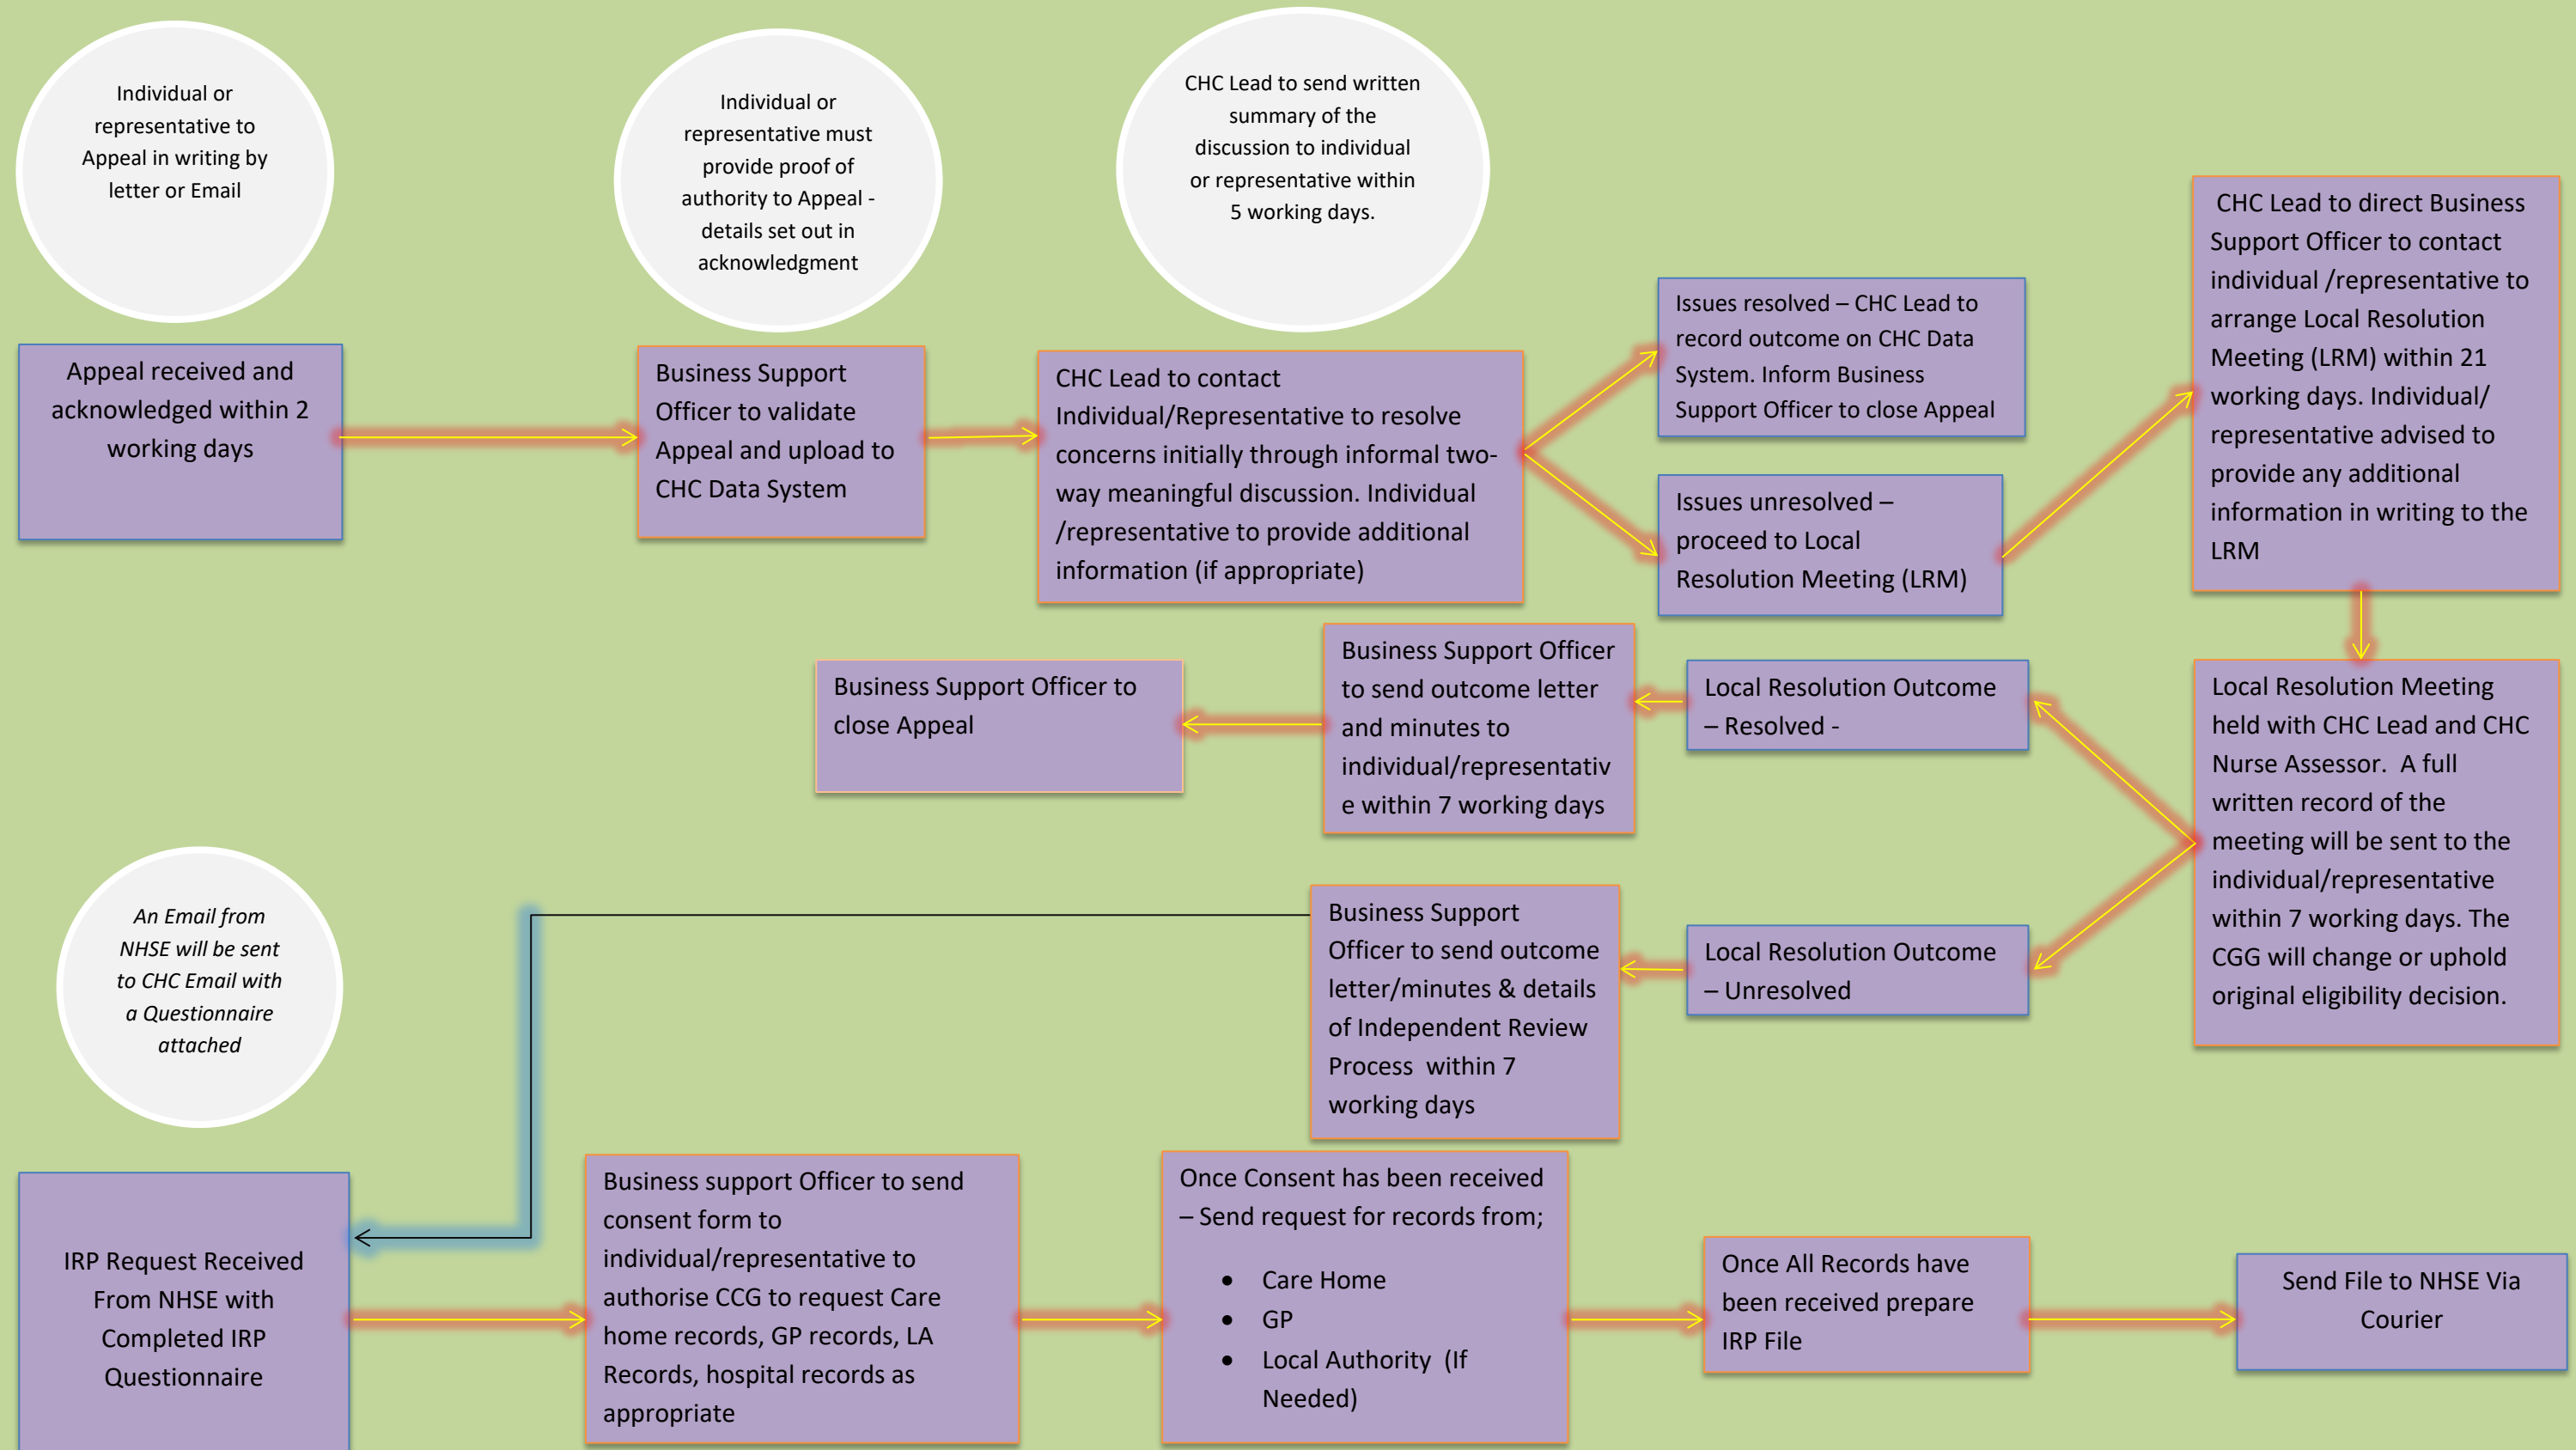 Individual or
representative to
Appeal in writing by
letter or Email
Individual or
representative must
provide proof of
authority to Appeal -
details set out in
acknowledgment
CHC Lead to send written
summary of the
discussion to individual
or representative within
5 working days.
Appeal received and
acknowledged within 2
working days
Business Support
Officer to validate
Appeal and upload to
CHC Data System
CHC Lead to contact
Individual/Representative to resolve
concerns initially through informal two-
way meaningful discussion. Individual
/representative to provide additional
information (if appropriate)
Issues resolved – CHC Lead to
record outcome on CHC Data
System. Inform Business
Support Officer to close Appeal
Issues unresolved –
proceed to Local
Resolution Meeting (LRM)
CHC Lead to direct Business
Support Officer to contact
individual /representative to
arrange Local Resolution
Meeting (LRM) within 21
working days. Individual/
representative advised to
provide any additional
information in writing to the
LRM
Business Support Officer to
close Appeal
Business Support Officer
to send outcome letter
and minutes to
individual/representativ
e within 7 working days
Local Resolution Outcome
– Resolved -
Local Resolution Meeting
held with CHC Lead and CHC
Nurse Assessor.  A full
written record of the
meeting will be sent to the
individual/representative
within 7 working days. The
CGG will change or uphold
original eligibility decision.
An Email from
NHSE will be sent
to CHC Email with
a Questionnaire
attached
Business Support
Officer to send outcome
letter/minutes & details
of Independent Review
Process  within 7
working days
Local Resolution Outcome
– Unresolved
IRP Request Received
From NHSE with
Completed IRP
Questionnaire
Business support Officer to send
consent form to
individual/representative to
authorise CCG to request Care
home records, GP records, LA
Records, hospital records as
appropriate
Once Consent has been received
– Send request for records from;
• Care Home
• GP
• Local Authority  (If
Needed)
Once All Records have
been received prepare
IRP File
Send File to NHSE Via
Courier